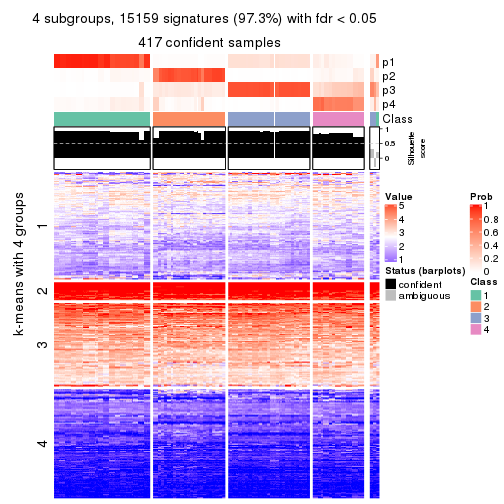 4 subgroups, 15159 signatures (97.3%) with fdr < 0.05
417 confident samples
p1
p2
p3
p4
Class
1
0.5
0
Silhouette
score
k-means with 4 groups
1
2
3
4
Value
5
4
3
2
1
Status (barplots)
confident
ambiguous
Prob
1
0.8
0.6
0.4
0.2
0
Class
1
2
3
4